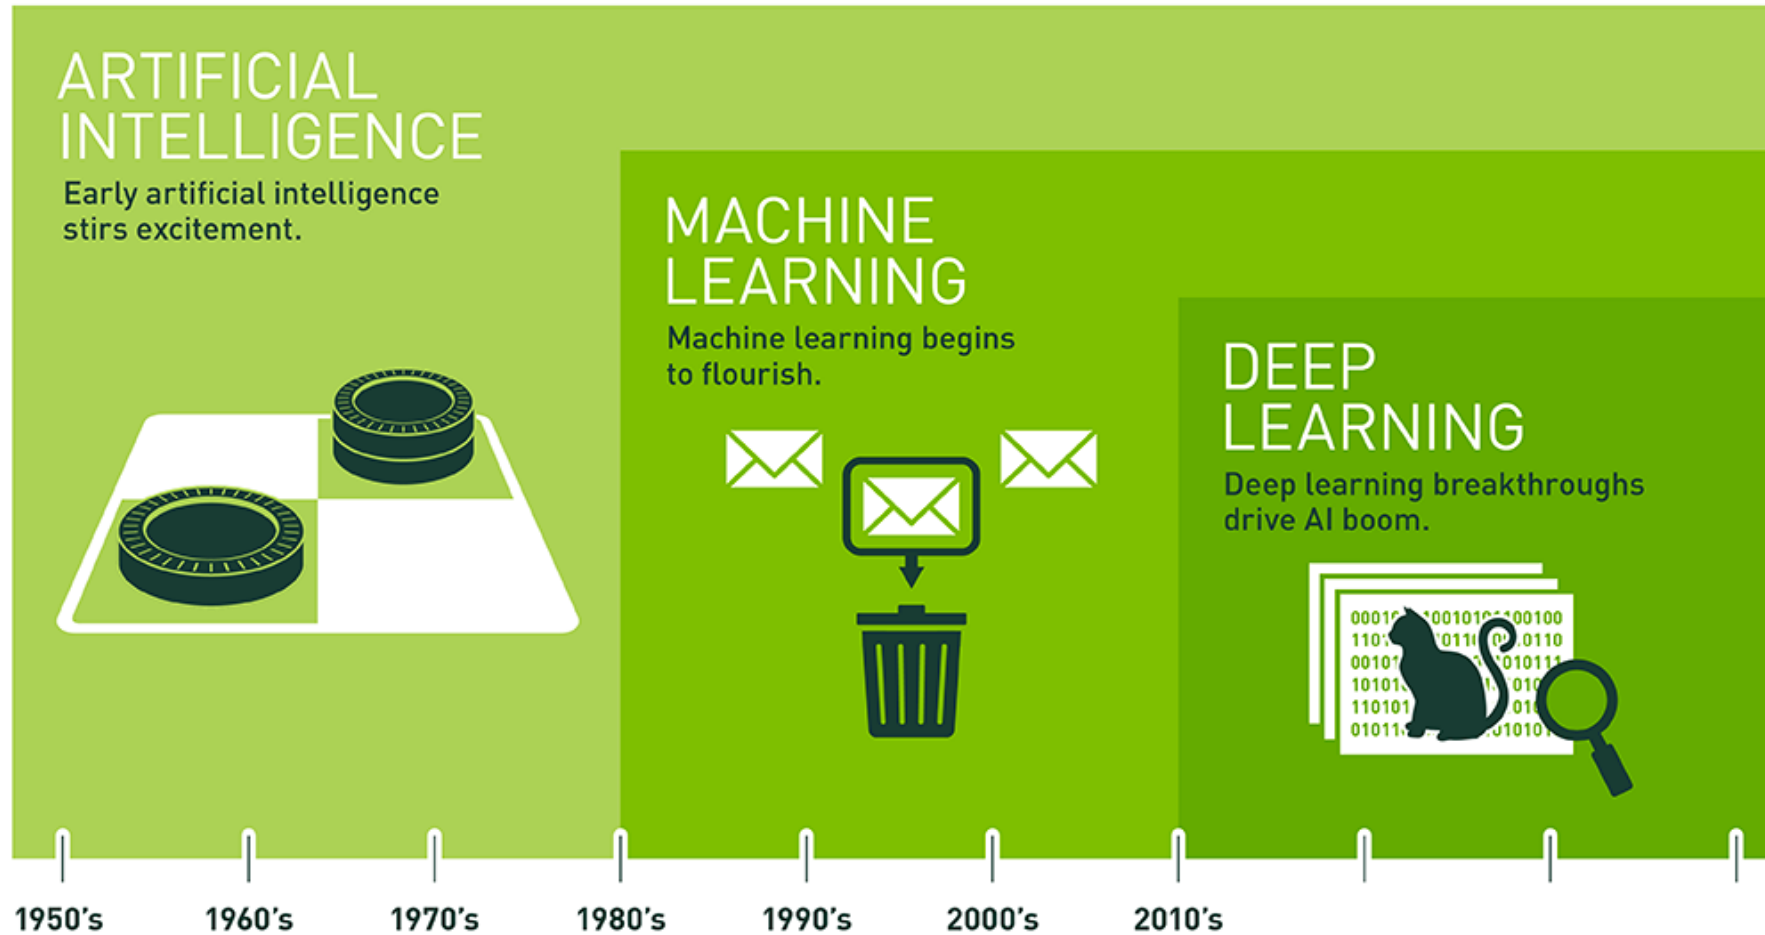 ARTIFICIAL
INTELLIGENCE
Early artificial intelligence
stirs excitement.
MACHINE
LEARNING
Machine learning begins
to flourish.
DEEP
LEARNING
Deep learning breakthroughs
drive AI boom.
1950's
1960's
1970's
1980's
1990's
2000's
2010's